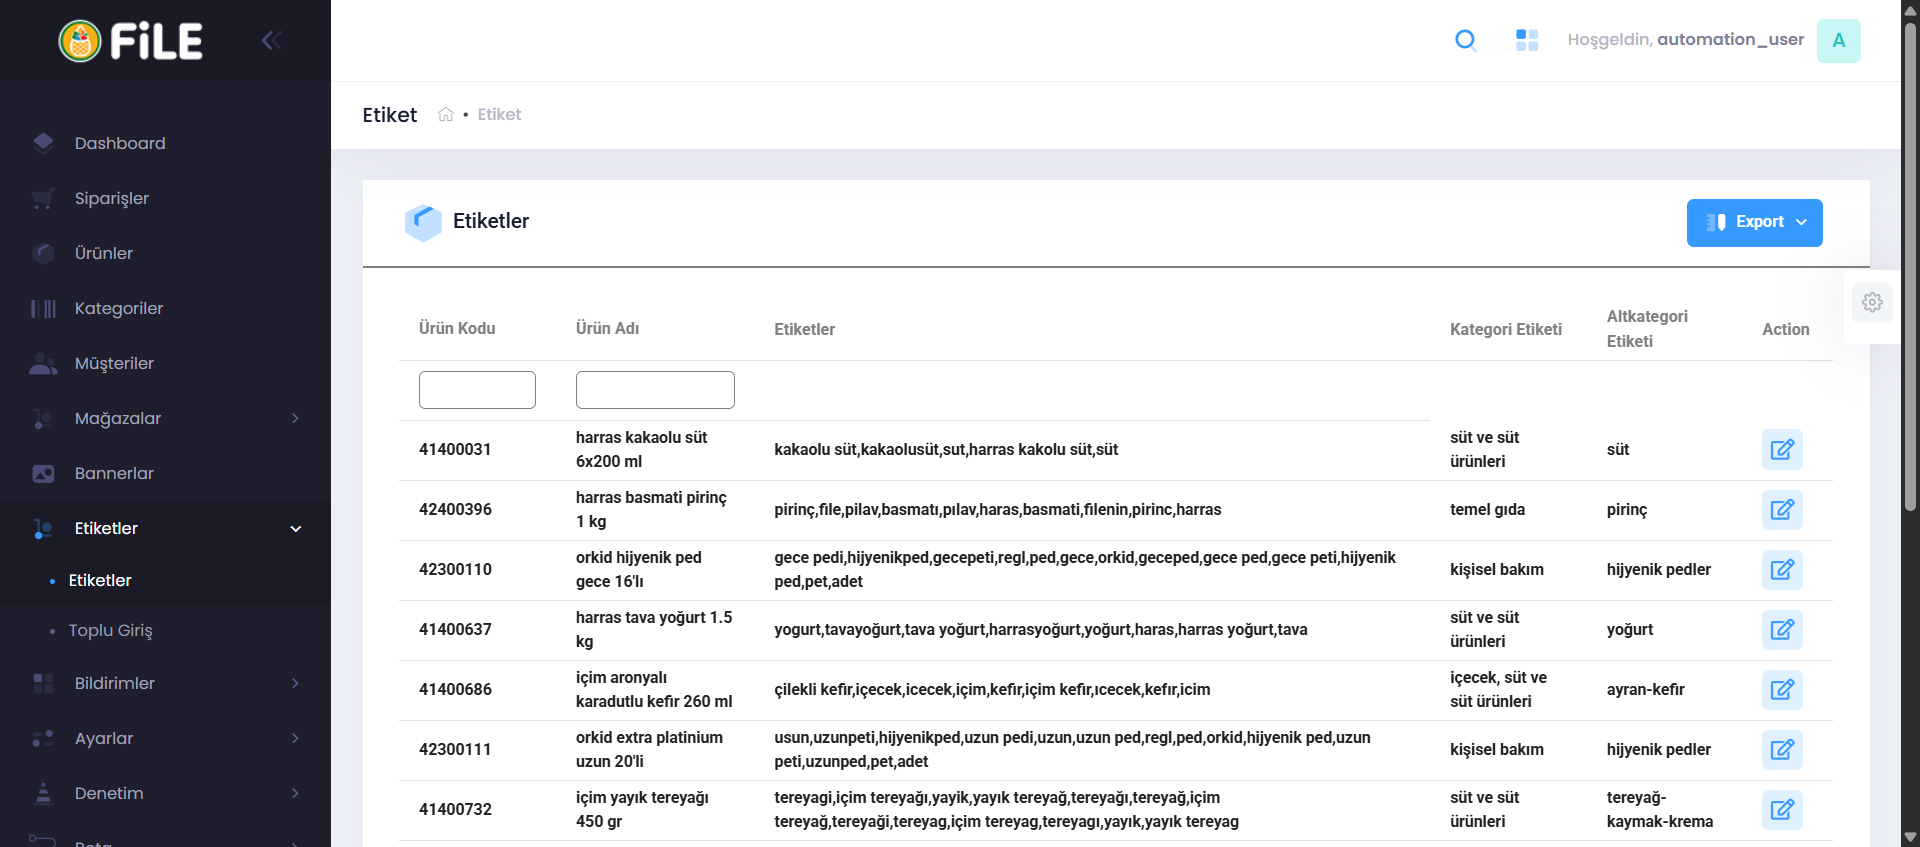 FiLE
Hoşgeldin, automation_user
A
Etiket
Etiket
Dashboard
Siparişler
Ürünler
Kategoriler
Müşteriler
Mağazalar
Bannerlar
Etiketler
Etiketler
Toplu Giriş
Bildirimler
Ayarlar
Denetim
Etiketler
Export
Ürün Kodu
Ürün Adı
Etiketler
Kategori Etiketi
Altkategori
Etiketi
Action
41400031
harras kakaolu süt
6x200 ml
kakaolu süt,kakaolusüt,sut,harras kakolu süt,süt
süt ve süt
ürünleri
süt
42400396
harras basmati pirinç
1 kg
pirinç,file,pilav,basmatı,pılav,haras,basmati,filenin,pirinc,harras
temel gıda
pirinç
42300110
orkid hijyenik ped
gece 16'lı
gece pedi,hijyenikped,gecepeti,regl,ped,gece,orkid,geceped,gece ped,gece peti,hijyenik
ped,pet,adet
kişisel bakım
hijyenik pedler
41400637
harras tava yoğurt 1.5
kg
yogurt,tavayoğurt,tava yoğurt,harrasyoğurt,yoğurt,haras,harras yoğurt,tava
süt ve süt
ürünleri
yoğurt
41400686
içim aronyalı
karadutlu kefir 260 ml
çilekli kefir,içecek,icecek,içim,kefir,içim kefir,ıcecek,kefır,icim
içecek, süt ve
süt ürünleri
ayran-kefir
42300111
orkid extra platinium
uzun 20'li
usun,uzunpeti,hijyenikped,uzun pedi,uzun,uzun ped,regl,ped,orkid,hijyenik ped,uzun
peti,uzunped,pet,adet
kişisel bakım
hijyenik pedler
41400732
içim yayık tereyağı
450 gr
tereyagi,içim tereyağı,yayik,yayık tereyağ,tereyağı,tereyağ,içim
tereyağ,tereyaği,tereyag,içim tereyag,tereyagı,yayık,yayık tereyag
süt ve süt
ürünleri
tereyağ-
kaymak-krema